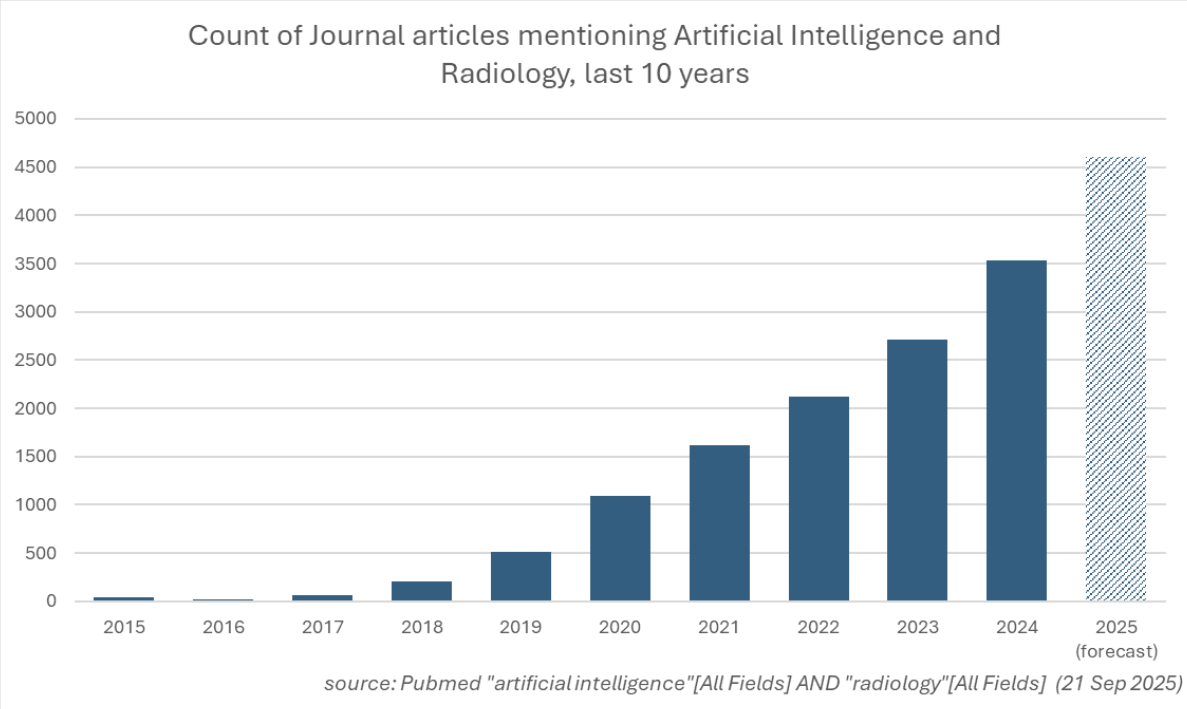 Count of Journal articles mentioning Artificial Intelligence and
Radiology, last 10 years
5000
4500
4000
3500
3000
2500
2000
1500
1000
500
0
2015 2016 2017 2018 2019 2020 2021 2022 2023 2024 2025
(forecast)
source: Pubmed "artificial intelligence"[All Fields] AND "radiology"[All Fields] (21 Sep 2025)